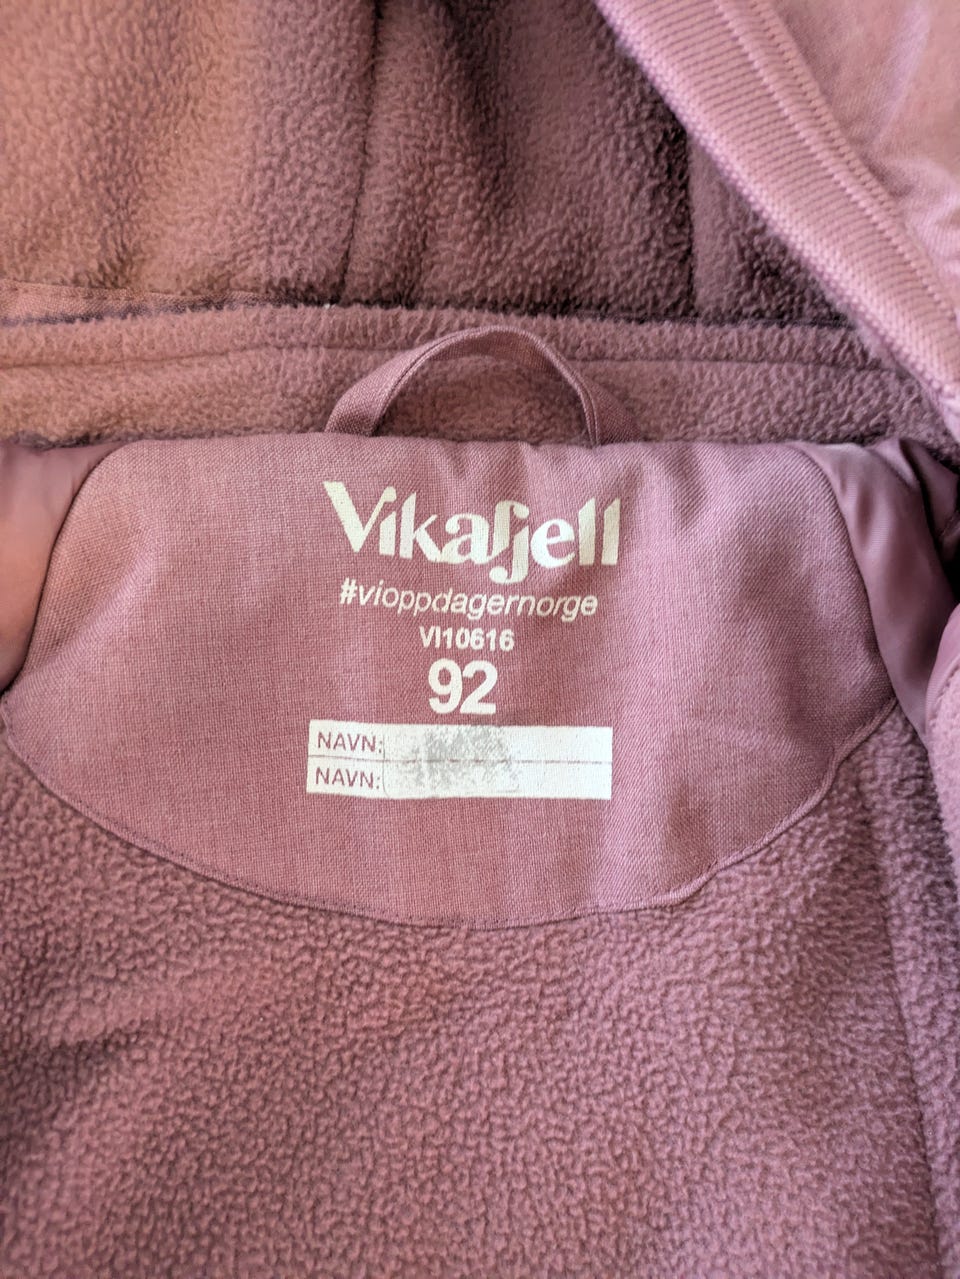 Vikafjell
#vioppdagernorge
VI10616
92
NAVN:
NAVN: